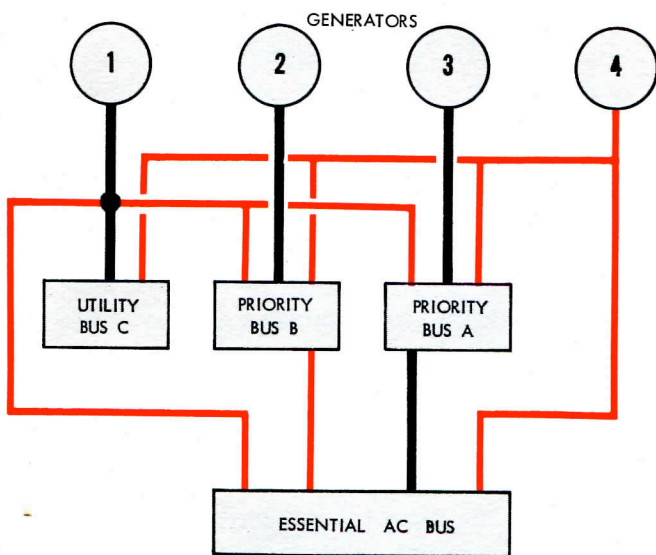 GENERATORS
1
2
3
4
UTILITY
BUS C
PRIORITY
BUS B
PRIORITY
BUS A
ESSENTIAL AC BUS